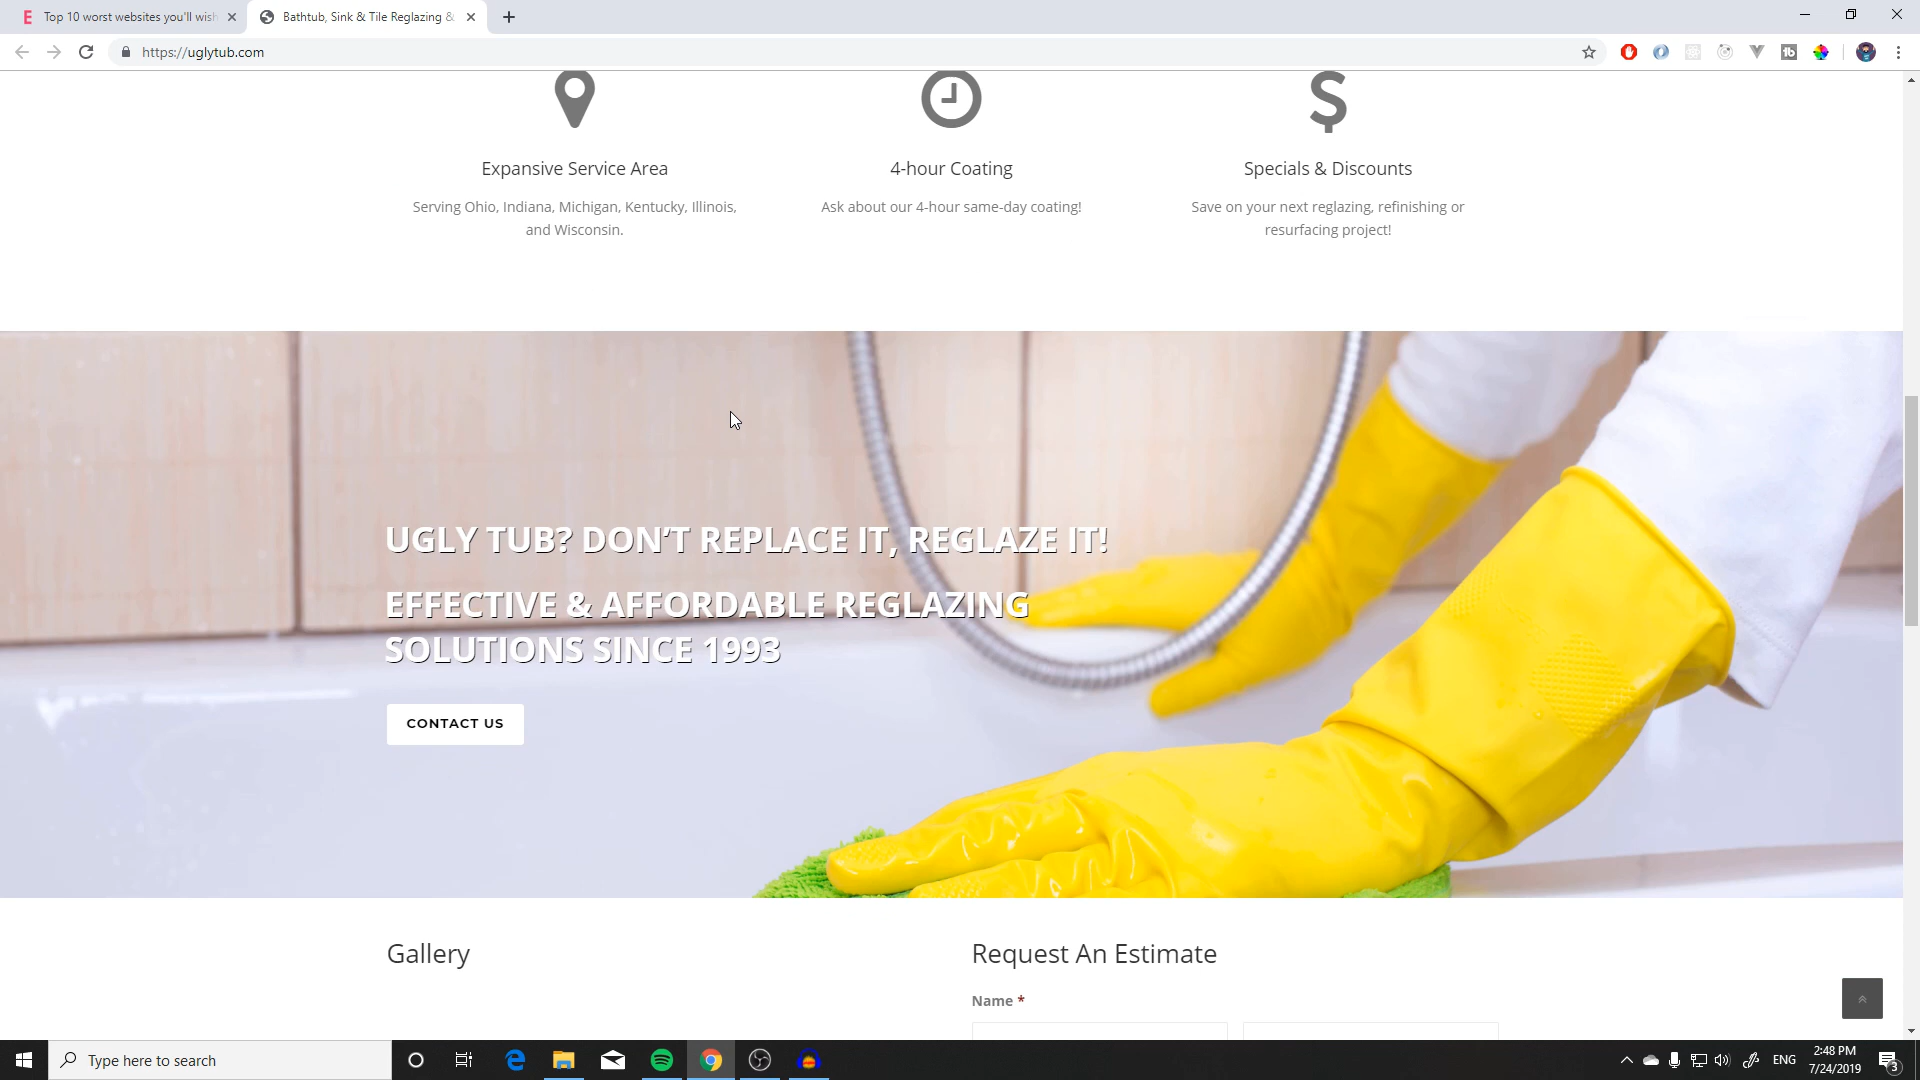 Top 10 worst websites you'll wish
Bathtub, Sink & Tile Reglazing &
https://uglytub.com
Expansive Service Area
Serving Ohio, Indiana, Michigan, Kentucky, Illinois,
and Wisconsin.
4-hour Coating
Ask about our 4-hour same-day coating!
Specials & Discounts
Save on your next reglazing, refinishing or
resurfacing project!
UGLY TUB? DON’T REPLACE IT, REGLAZE IT!
EFFECTIVE & AFFORDABLE REGLAZING
SOLUTIONS SINCE 1993
CONTACT US
Gallery
Request An Estimate
Name *
Type here to search
ENG
2:48 PM
7/24/2019
3